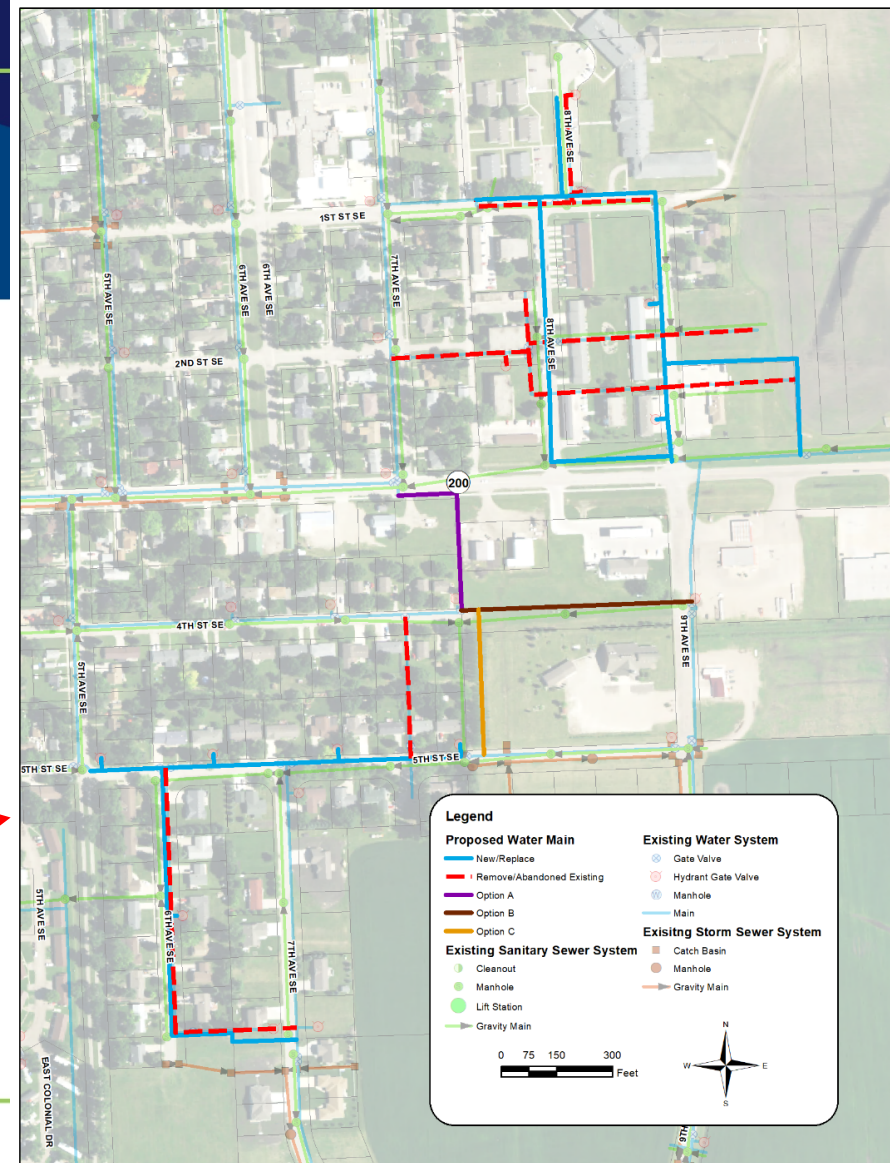 8TH AVE SE
1ST ST SE
7TH AVE SE
6TH AVE SE
6TH AVE SE
5TH AVE SE
8TH AVE SE
2ND ST SE
200
4TH ST SE
9TH AVE SE
5TH AVE SE
5TH ST SE
5TH ST SE
5TH AVE SE
6TH AVE SE
7TH AVE SE
EAST COLONIAL DR
9TH
Legend
Proposed Water Main
New/Replace
Remove/Abandoned Existing
Option A
Option B
Option C
Existing Sanitary Sewer System
Cleanout
Manhole
Lift Station
Gravity Main
Existing Water System
Gate Valve
Hydrant Gate Valve
Manhole
Main
Exisitng Storm Sewer System
Catch Basin
Manhole
Gravity Main
0 75 150 300
Feet
N
W E
S